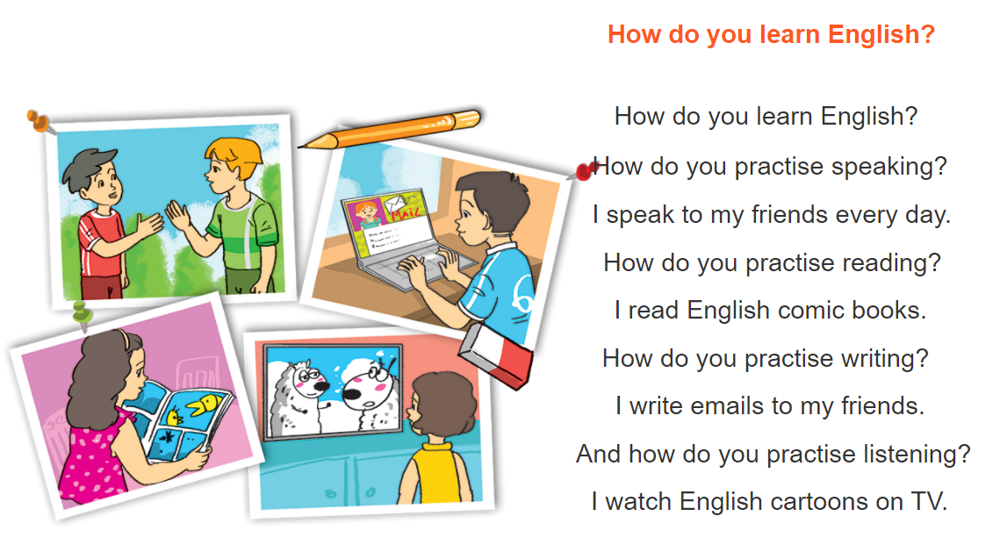 How do you learn English?
How do you learn English?
How do you practise speaking?
I speak to my friends every day.
How do you practise reading?
I read English comic books.
How do you practise writing?
I write emails to my friends.
And how do you practise listening?
I watch English cartoons on TV.
MAIL
6